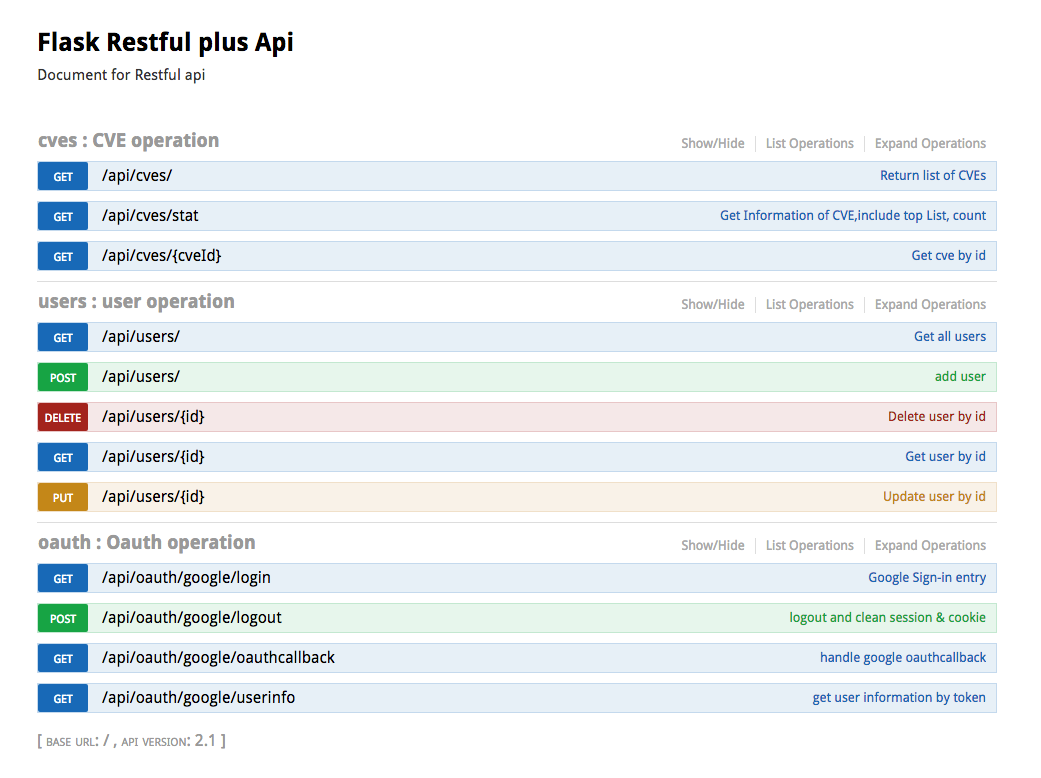 Flask Restful plus Api
Document for Restful api
cves : CVE operation Show/Hide List Operations Expand Operations
GET /api/cves/ Return list of CVEs
GET /api/cves/stat Get Information of CVE,include top List, count
GET /api/cves/{cveId} Get cve by id
users : user operation Show/Hide List Operations Expand Operations
GET /api/users/ Get all users
POST /api/users/ add user
DELETE /api/users/{id} Delete user by id
GET /api/users/{id} Get user by id
PUT /api/users/{id} Update user by id
oauth : Oauth operation Show/Hide List Operations Expand Operations
GET /api/oauth/google/login Google Sign-in entry
POST /api/oauth/google/logout logout and clean session & cookie
GET /api/oauth/google/oauthcallback handle google oauthcallback
GET /api/oauth/google/userinfo get user information by token
[ BASE URL: / , API VERSION: 2.1 ]